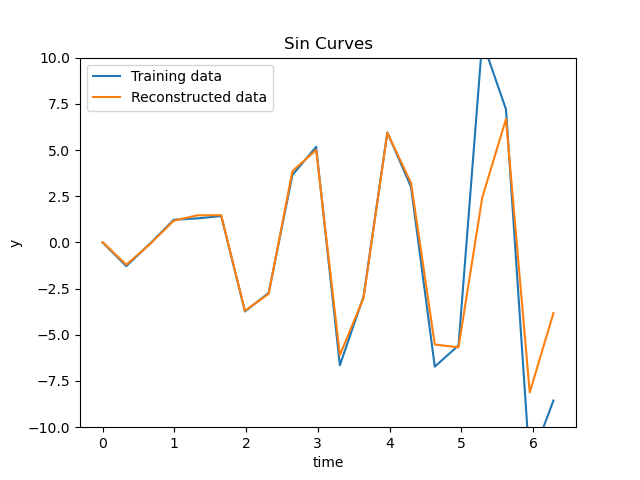 Sin Curves
Training data
Reconstructed data
10.0
7.5
5.0
2.5
0.0
−2.5
−5.0
−7.5
−10.0
y
0 1 2 3 4 5 6
time